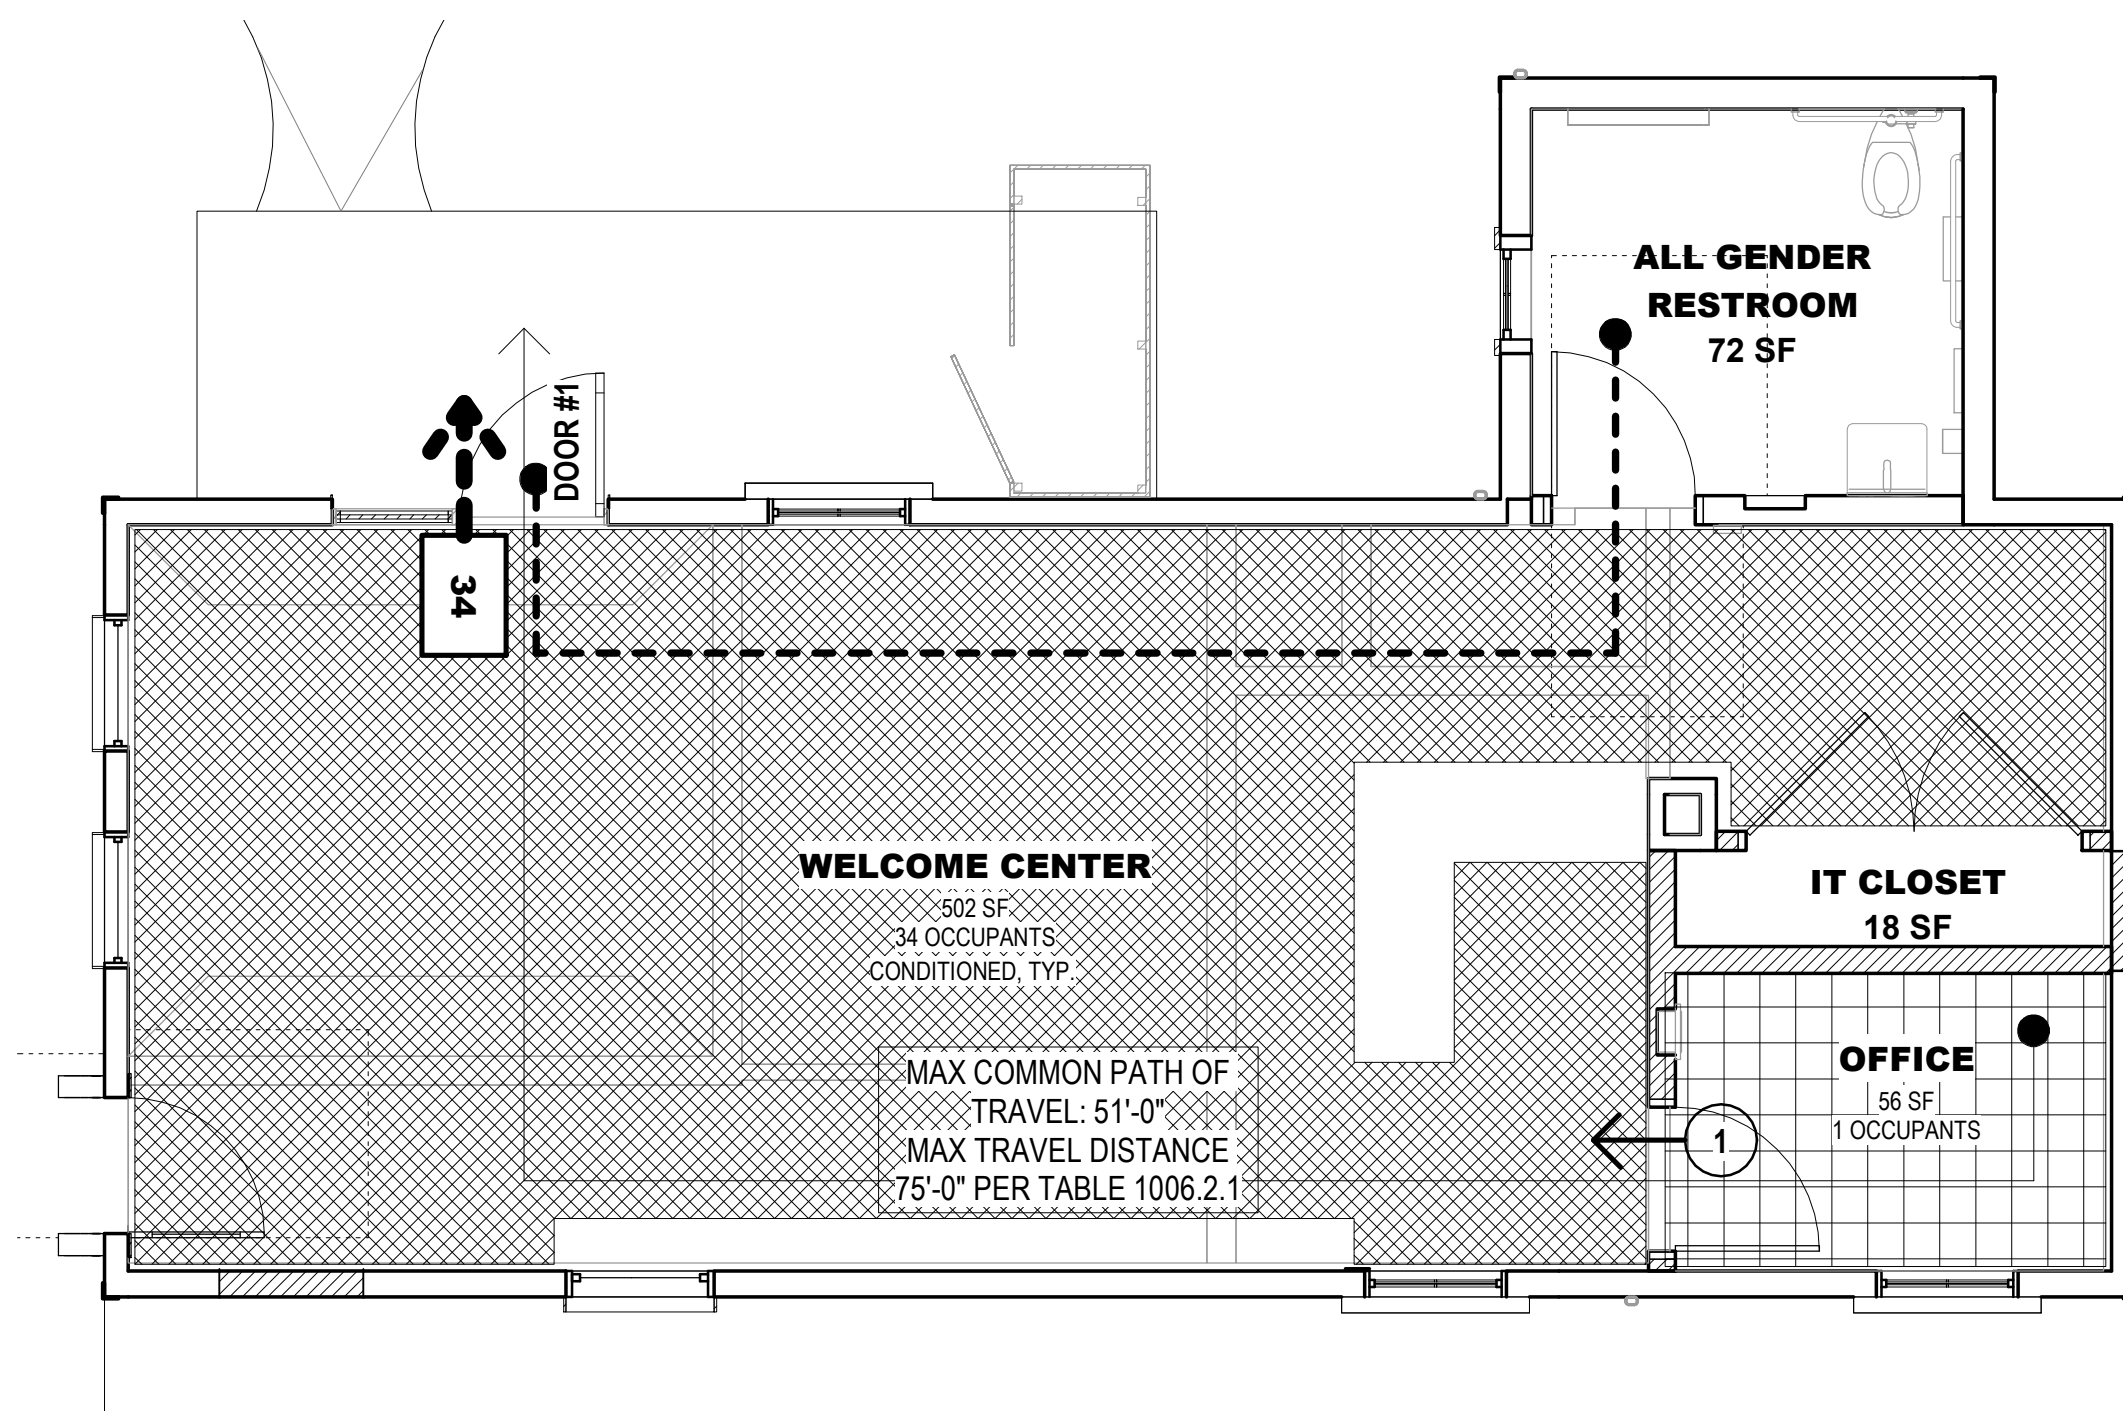 ALL GENDER
RESTROOM
72 SF
DOOR #1
34
WELCOME CENTER
502 SF
34 OCCUPANTS
CONDITIONED, TYP.
IT CLOSET
18 SF
OFFICE
56 SF
1 OCCUPANTS
1
MAX COMMON PATH OF
TRAVEL: 51'-0"
MAX TRAVEL DISTANCE
75'-0" PER TABLE 1006.2.1